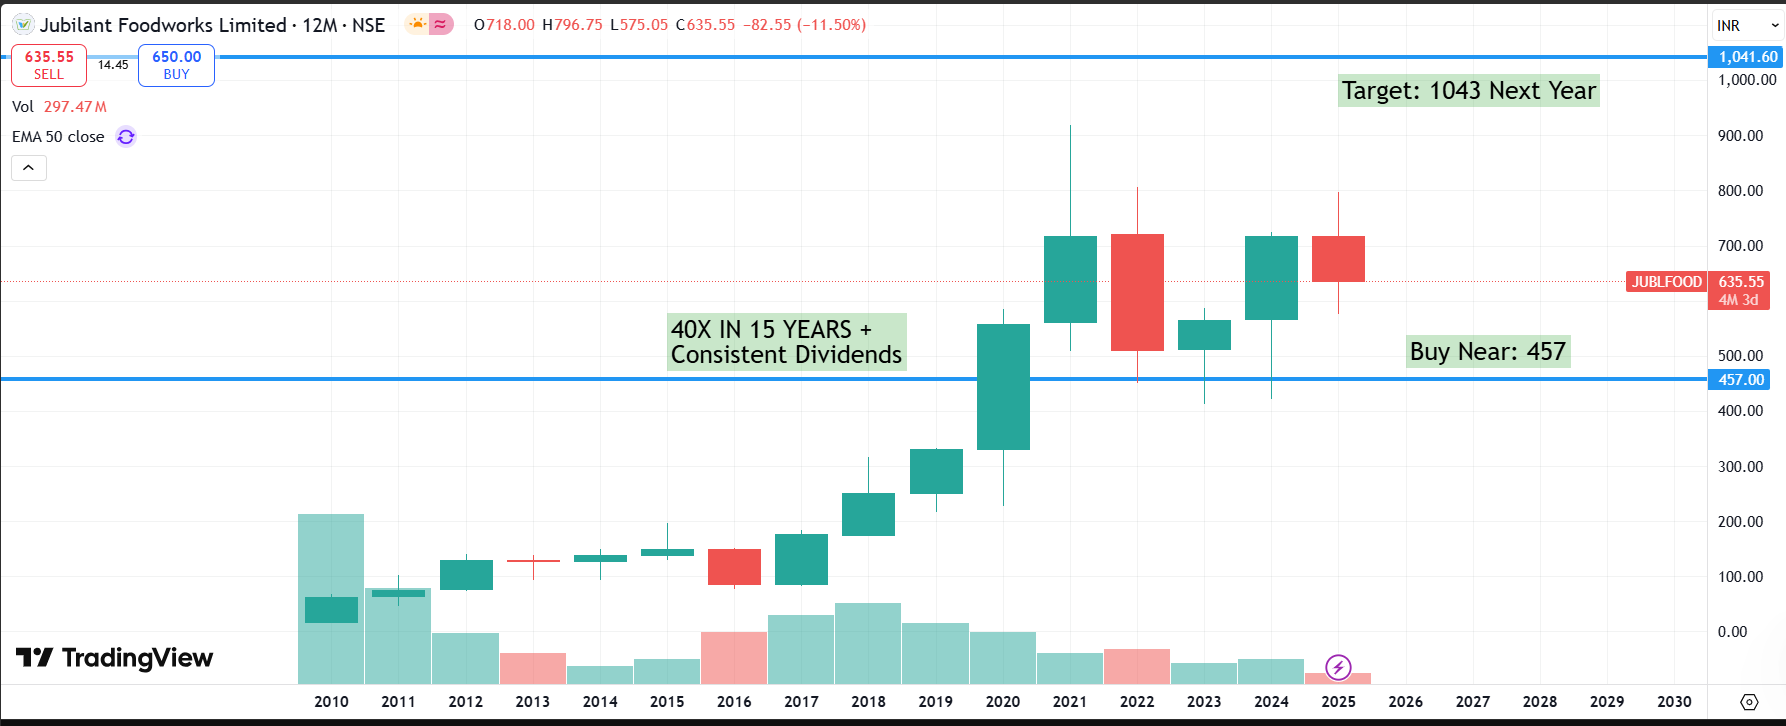 Jubilant Foodworks Limited · 12M · NSE
O718.00 H796.75 L575.05 C635.55 −82.55 (−11.50%)
INR
635.55
SELL
14.45
650.00
BUY
Vol 297.47 M
EMA 50 close
1,041.60
1,000.00
Target: 1043 Next Year
900.00
800.00
700.00
JUBLFOOD
635.55
4M 3d
40X IN 15 YEARS +
Consistent Dividends
Buy Near: 457
500.00
457.00
400.00
300.00
200.00
100.00
0.00
TradingView
2010 2011 2012 2013 2014 2015 2016 2017 2018 2019 2020 2021 2022 2023 2024 2025 2026 2027 2028 2029 2030